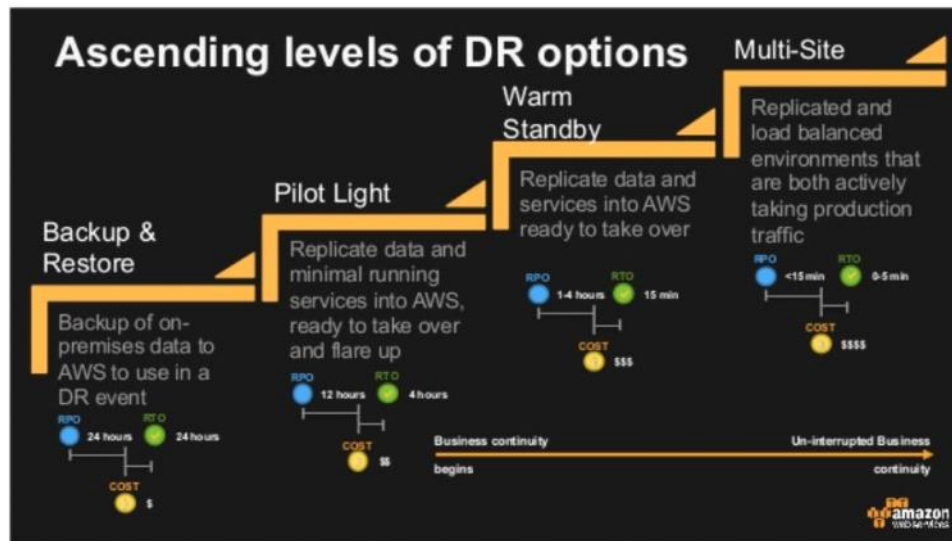 Ascending levels of DR options
Backup &
Restore
Backup of on-
premises data to
AWS to use in a
DR event
RPO
24 hours
RTO
24 hours
COST
$
Pilot Light
Replicate data and
minimal running
services into AWS,
ready to take over
and flare up
RPO
12 hours
RTO
4 hours
COST
$$
Warm
Standby
Replicate data and
services into AWS
ready to take over
RPO
1-4 hours
RTO
15 min
COST
$$$
Multi-Site
Replicated and
load balanced
environments that
are both actively
taking production
traffic
RPO
<15 min
RTO
0-5 min
COST
$$$$
Business continuity
begins
Un-interrupted Business
continuity
amazon
web services